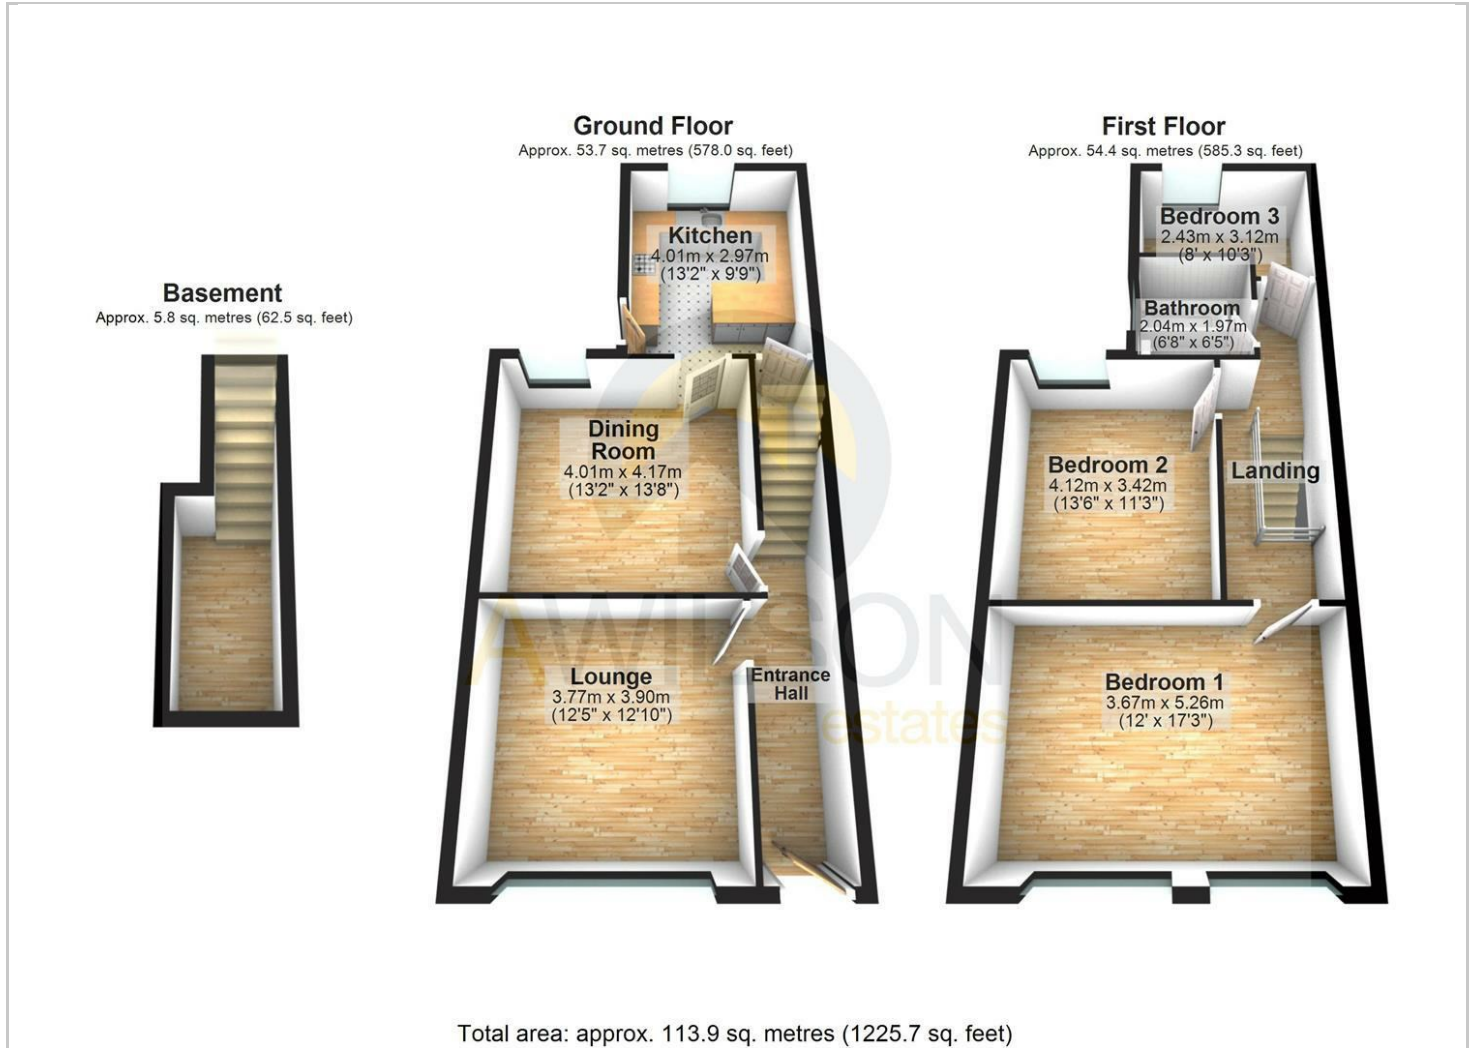 Ground Floor
Approx. 53.7 sq. metres (578.0 sq. feet)
First Floor
Approx. 54.4 sq. metres (585.3 sq. feet)
Basement
Approx. 5.8 sq. metres (62.5 sq. feet)
Kitchen
4.01m x 2.97m
(13'2" x 9'9")
Bedroom 3
2.43m x 3.12m
(8' x 10'3")
Bathroom
2.04m x 1.97m
(6'8" x 6'5")
Dining
Room
4.01m x 4.17m
(13'2" x 13'8")
Bedroom 2
4.12m x 3.42m
(13'6" x 11'3")
Landing
Lounge
3.77m x 3.90m
(12'5" x 12'10")
Entrance
Hall
Bedroom 1
3.67m x 5.26m
(12' x 17'3")
AWILSON
estates
Total area: approx. 113.9 sq. metres (1225.7 sq. feet)